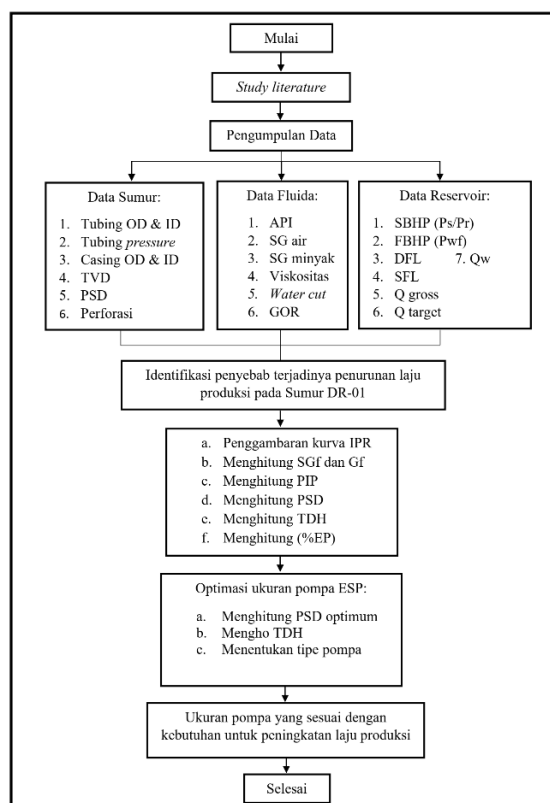 Mulai
Study literature
Pengumpulan Data
Data Sumur:
1. Tubing OD & ID
2. Tubing pressure
3. Casing OD & ID
4. TVD
5. PSD
6. Perforasi
Data Fluida:
1. API
2. SG air
3. SG minyak
4. Viskositas
5. Water cut
6. GOR
Data Reservoir:
1. SBHP (Ps/Pr)
2. FBHP (Pwf)
3. DFL 7. Qw
4. SFL
5. Q gross
6. Q target
Identifikasi penyebab terjadinya penurunan laju
produksi pada Sumur DR-01
a. Penggambaran kurva IPR
b. Menghitung SGf dan Gf
c. Menghitung PIP
d. Menghitung PSD
e. Menghitung TDH
f. Menghitung (%EP)
Optimasi ukuran pompa ESP:
a. Menghitung PSD optimum
b. Mengho TDH
c. Menentukan tipe pompa
Ukuran pompa yang sesuai dengan
kebutuhan untuk peningkatan laju produksi
Selesai